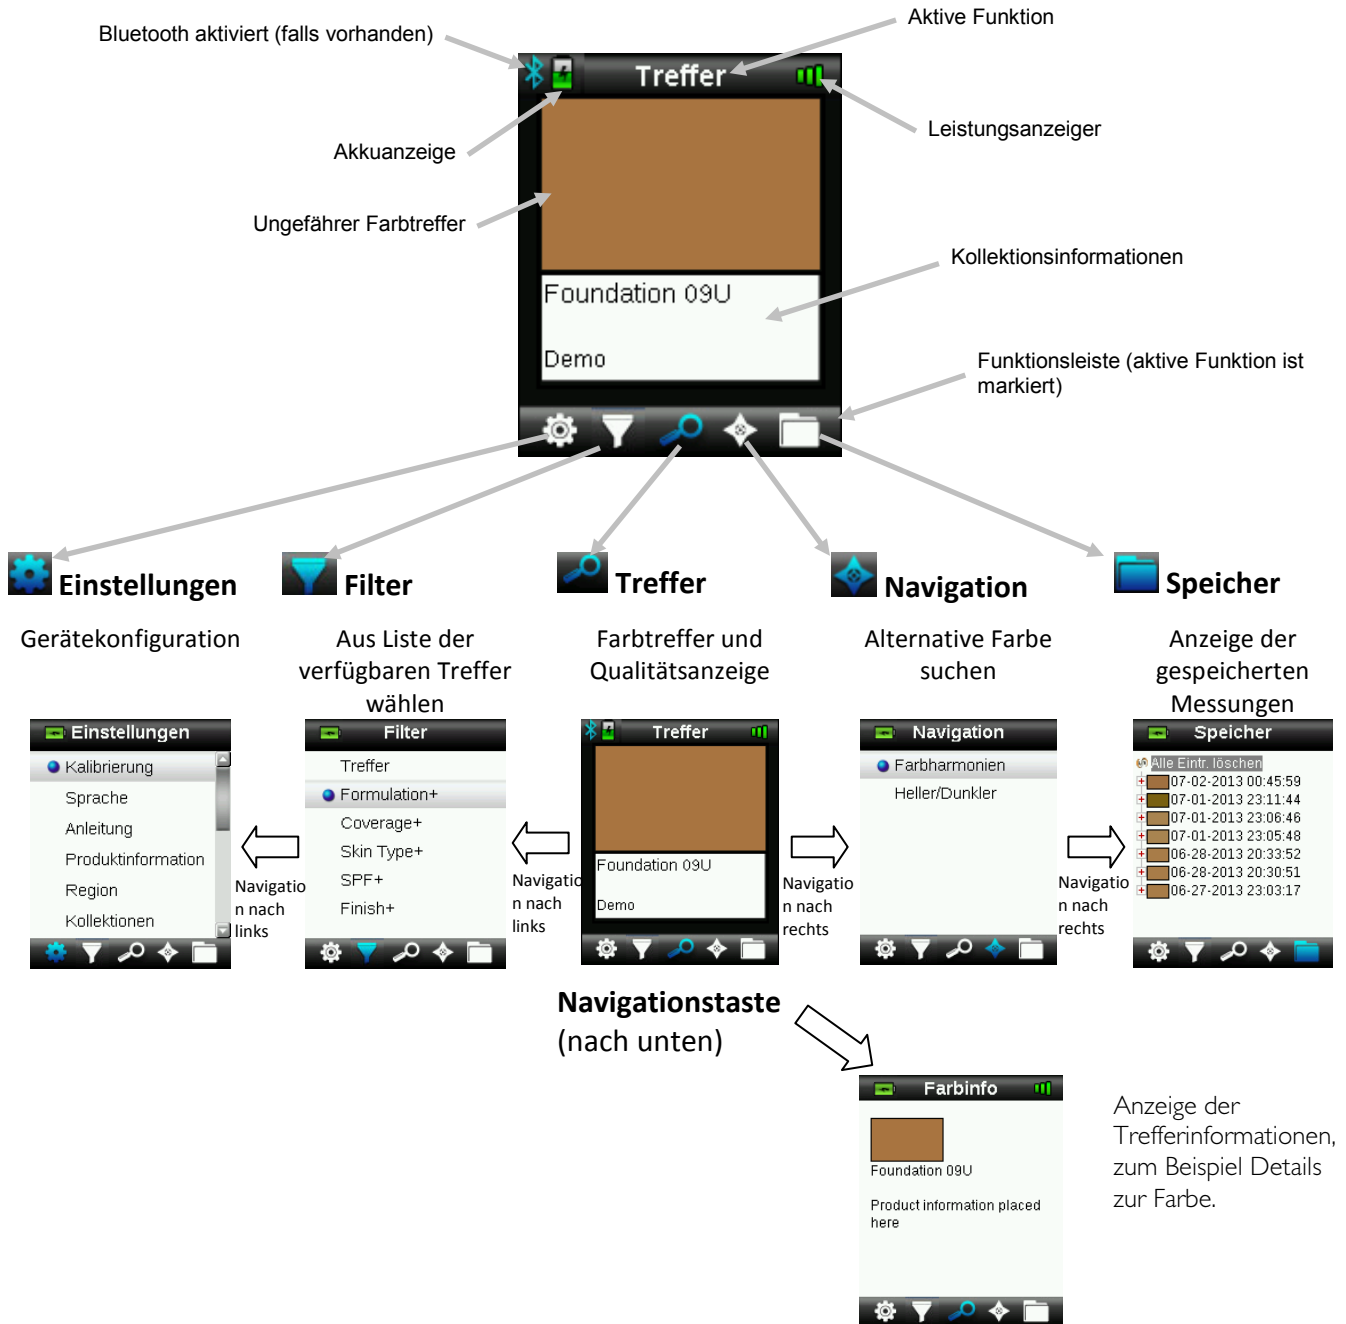 Bluetooth aktiviert (falls vorhanden)
Aktive Funktion
Treffer
Akkuanzeige
Leistungsanzeiger
Ungefährer Farbtreffer
Kollektionsinformationen
Foundation 09U
Demo
Funktionsleiste (aktive Funktion ist
markiert)
Einstellungen
Filter
Treffer
Navigation
Speicher
Gerätekonfiguration
Aus Liste der
verfügbaren Treffer
wählen
Farbtreffer und
Qualitätsanzeige
Alternative Farbe
suchen
Anzeige der
gespeicherten
Messungen
Einstellungen
Kalibrierung
Sprache
Anleitung
Produktinformation
Region
Kollektionen
Navigatio
n nach
links
Filter
Treffer
Formulation+
Coverage+
Skin Type+
SPF+
Finish+
Navigatio
n nach
links
Treffer
Foundation 09U
Demo
Navigatio
n nach
rechts
Navigation
Farbharmonien
Heller/Dunkler
Navigatio
n nach
rechts
Speicher
Alle Eintr. löschen
07-02-2013 00:45:59
07-01-2013 23:11:44
07-01-2013 23:06:46
07-01-2013 23:05:48
06-28-2013 20:33:52
06-28-2013 20:30:51
06-27-2013 23:03:17
Navigationstaste
(nach unten)
Farbinfo
Foundation 09U
Product information placed
here
Anzeige der
Trefferinformationen,
zum Beispiel Details
zur Farbe.